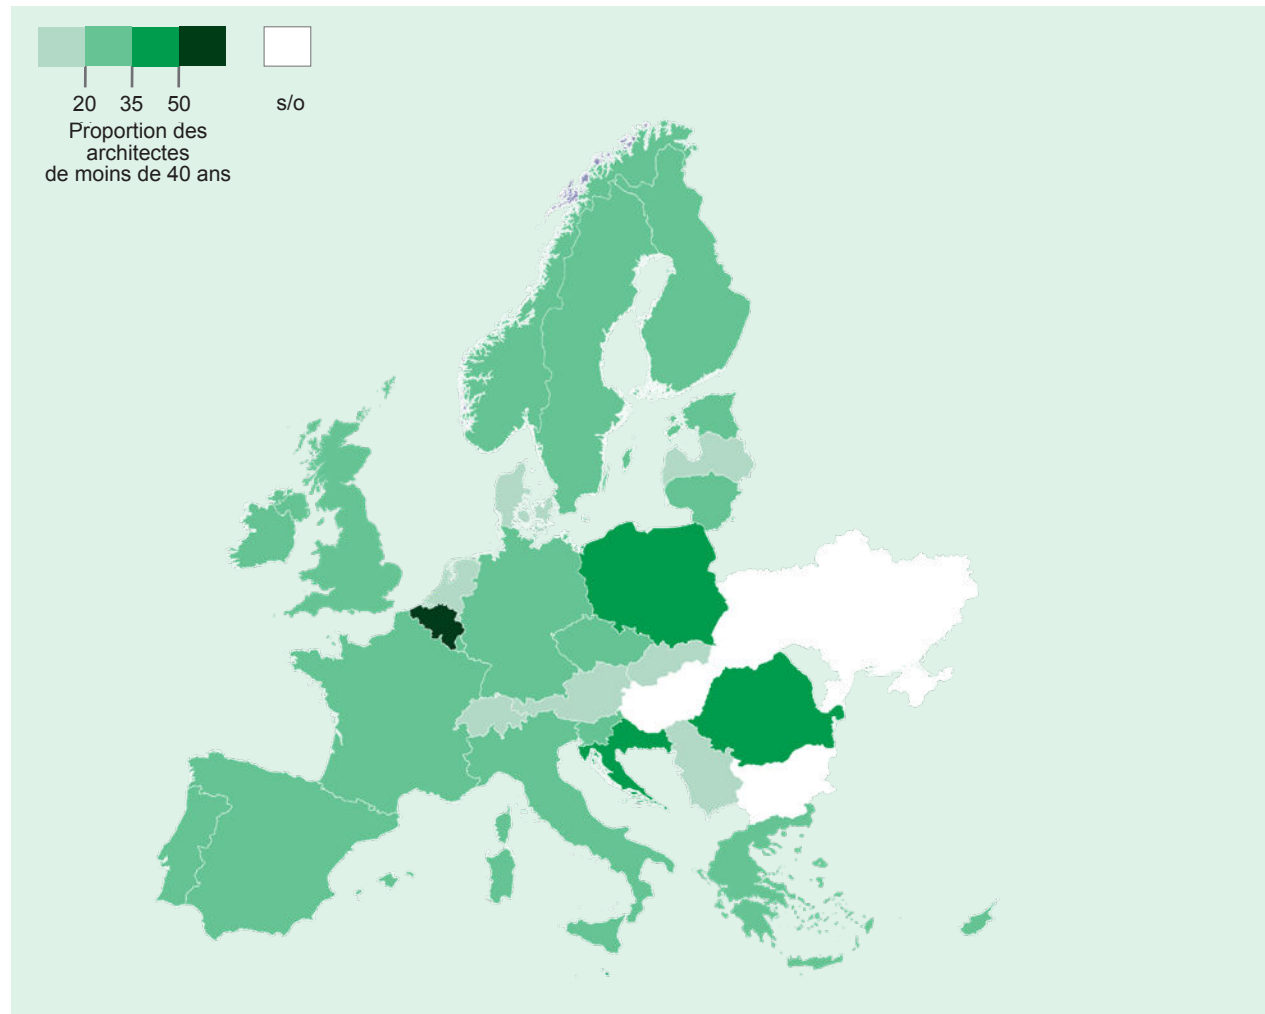 20 35 50
s/o
Proportion des
architectes
de moins de 40 ans